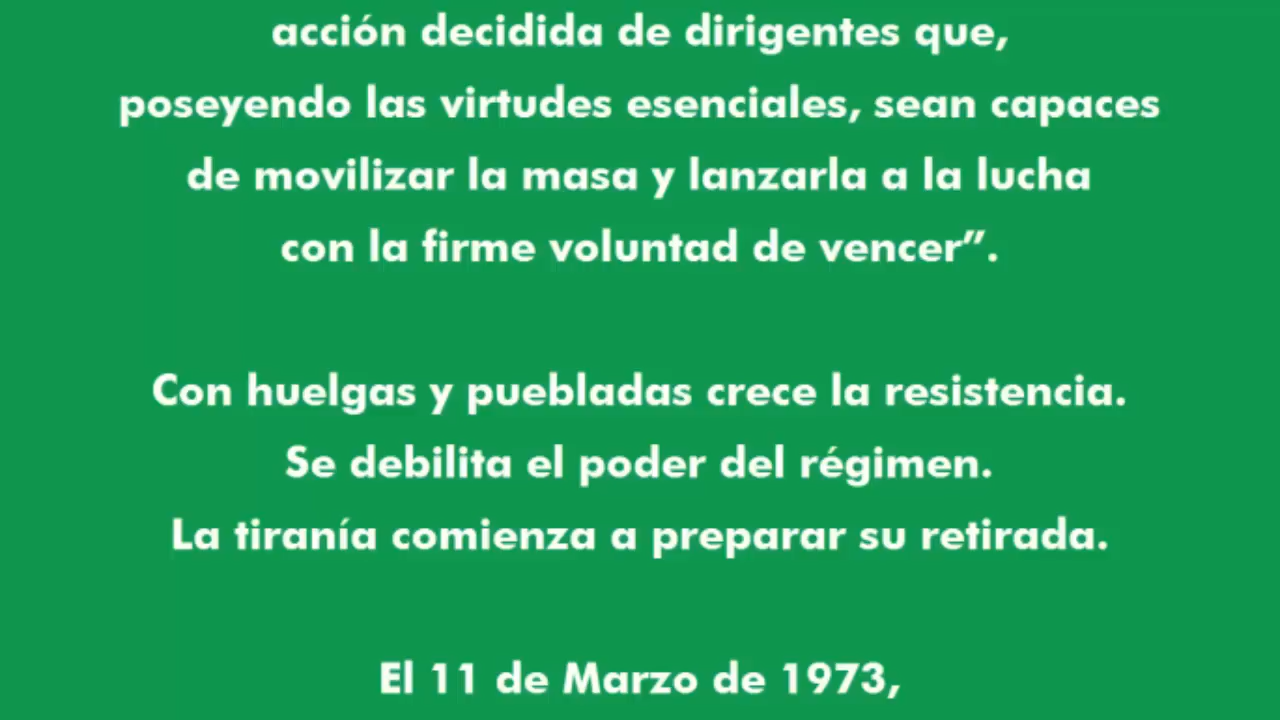 acción decidida de dirigentes que,
poseyendo las virtudes esenciales, sean capaces
de movilizar la masa y lanzarla a la lucha
con la firme voluntad de vencer”.
Con huelgas y puebladas crece la resistencia.
Se debilita el poder del régimen.
La tiranía comienza a preparar su retirada.
El 11 de Marzo de 1973,